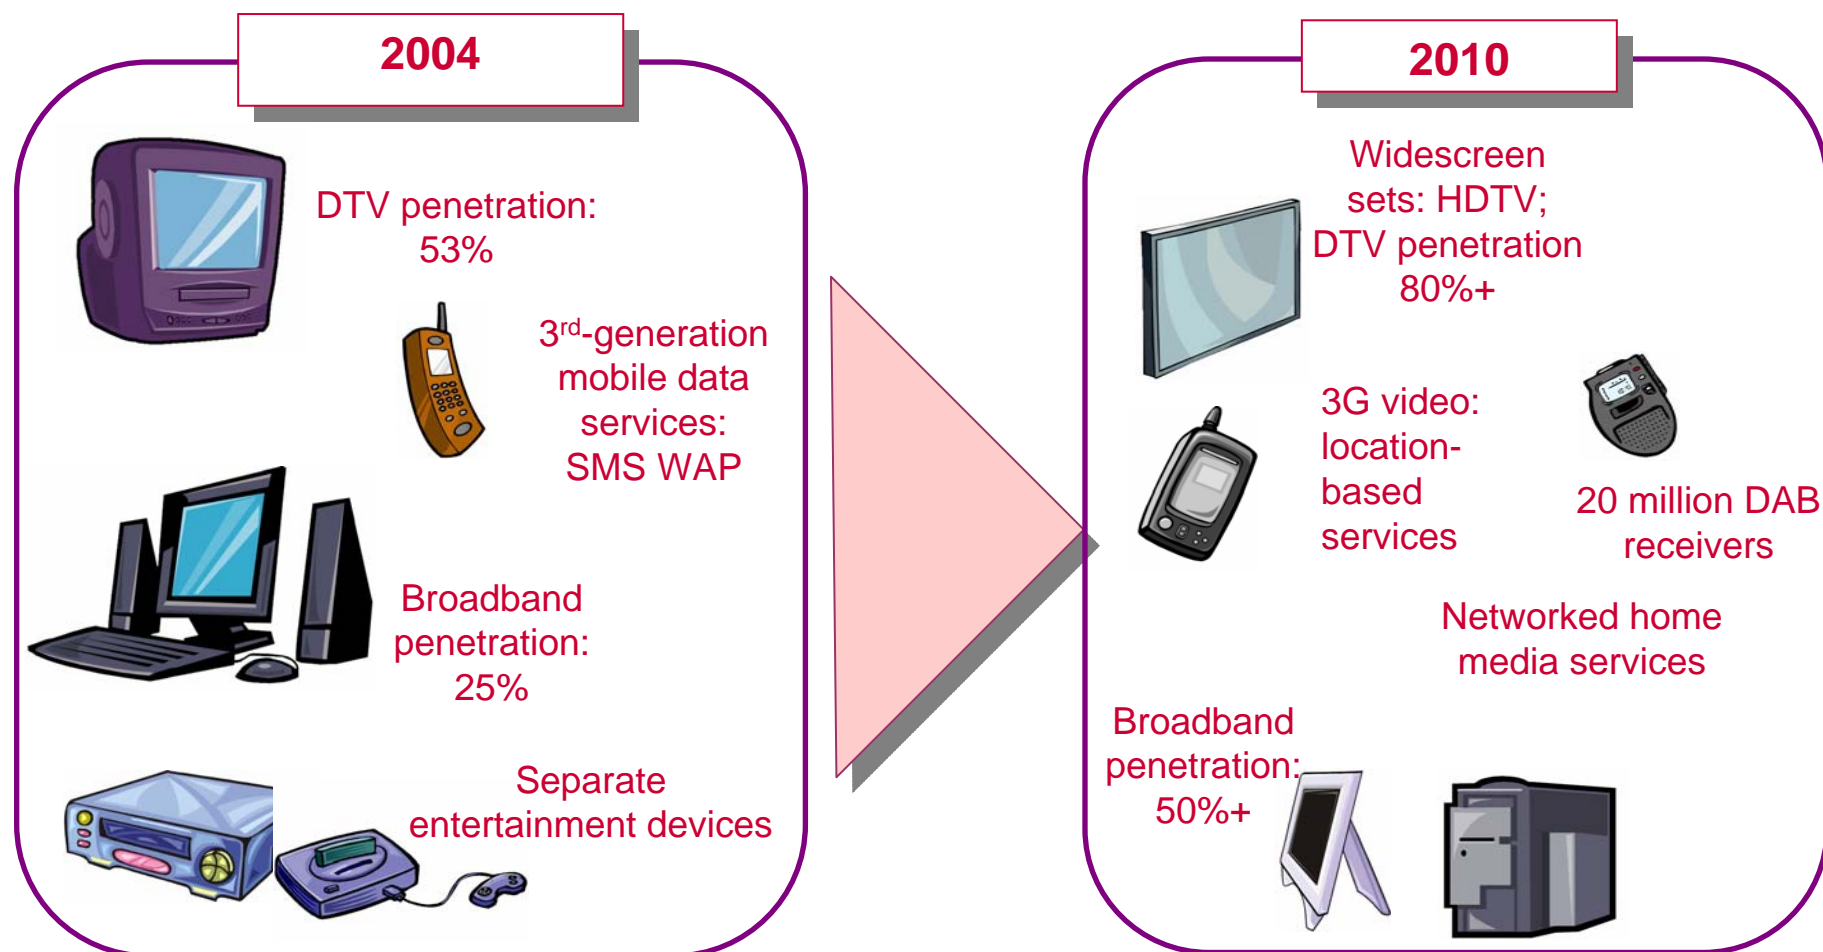 2004
DTV penetration:
53%
3rd-generation
mobile data
services:
SMS WAP
Broadband
penetration:
25%
Separate
entertainment devices
2010
Widescreen
sets: HDTV;
DTV penetration
80%+
3G video:
location-
based
services
20 million DAB
receivers
Networked home
media services
Broadband
penetration:
50%+